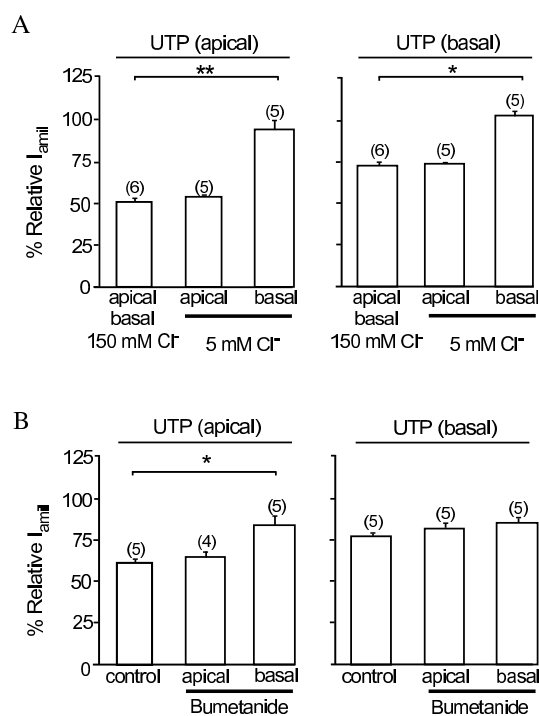 A
UTP (apical)
UTP (basal)
% Relative Iamil
125
100
75
50
25
0
**
(6)
(5)
(5)
*
(6)
(5)
(5)
apical
basal
150 mM Cl-
apical
basal
5 mM Cl-
apical
basal
150 mM Cl-
apical
basal
5 mM Cl-
B
UTP (apical)
UTP (basal)
% Relative Iamil
125
100
75
50
25
0
*
(5)
(4)
(5)
(5)
(5)
(5)
control
apical
basal
Bumetanide
control
apical
basal
Bumetanide